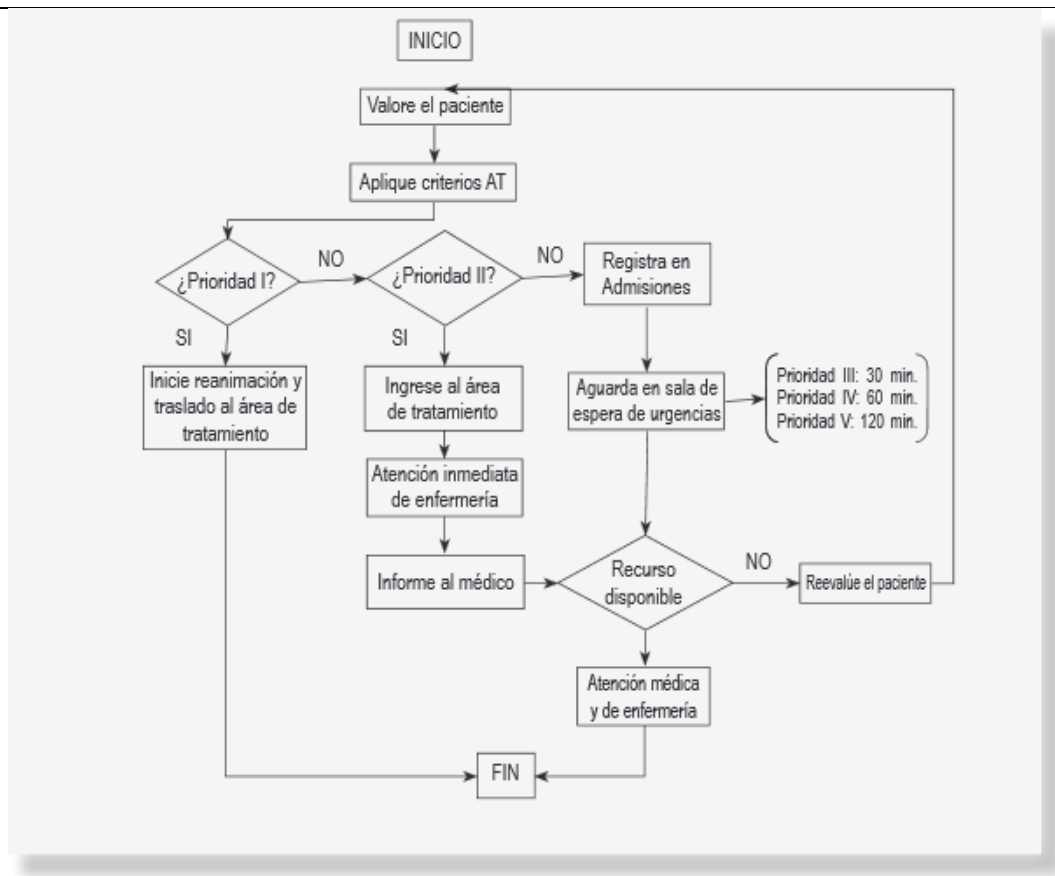 INICIO
Valore el paciente
Aplique criterios AT
¿Prioridad I?
NO
¿Prioridad II?
NO
Registra en
Admisiones
SI
SI
Inicie reanimación y
traslado al área de
tratamiento
Ingrese al área
de tratamiento
Aguarda en sala de
espera de urgencias
Prioridad III: 30 min.
Prioridad IV: 60 min.
Prioridad V: 120 min.
Atención inmediata
de enfermería
Informe al médico
Recurso
disponible
NO
Reevalúe el paciente
Atención médica
y de enfermería
FIN